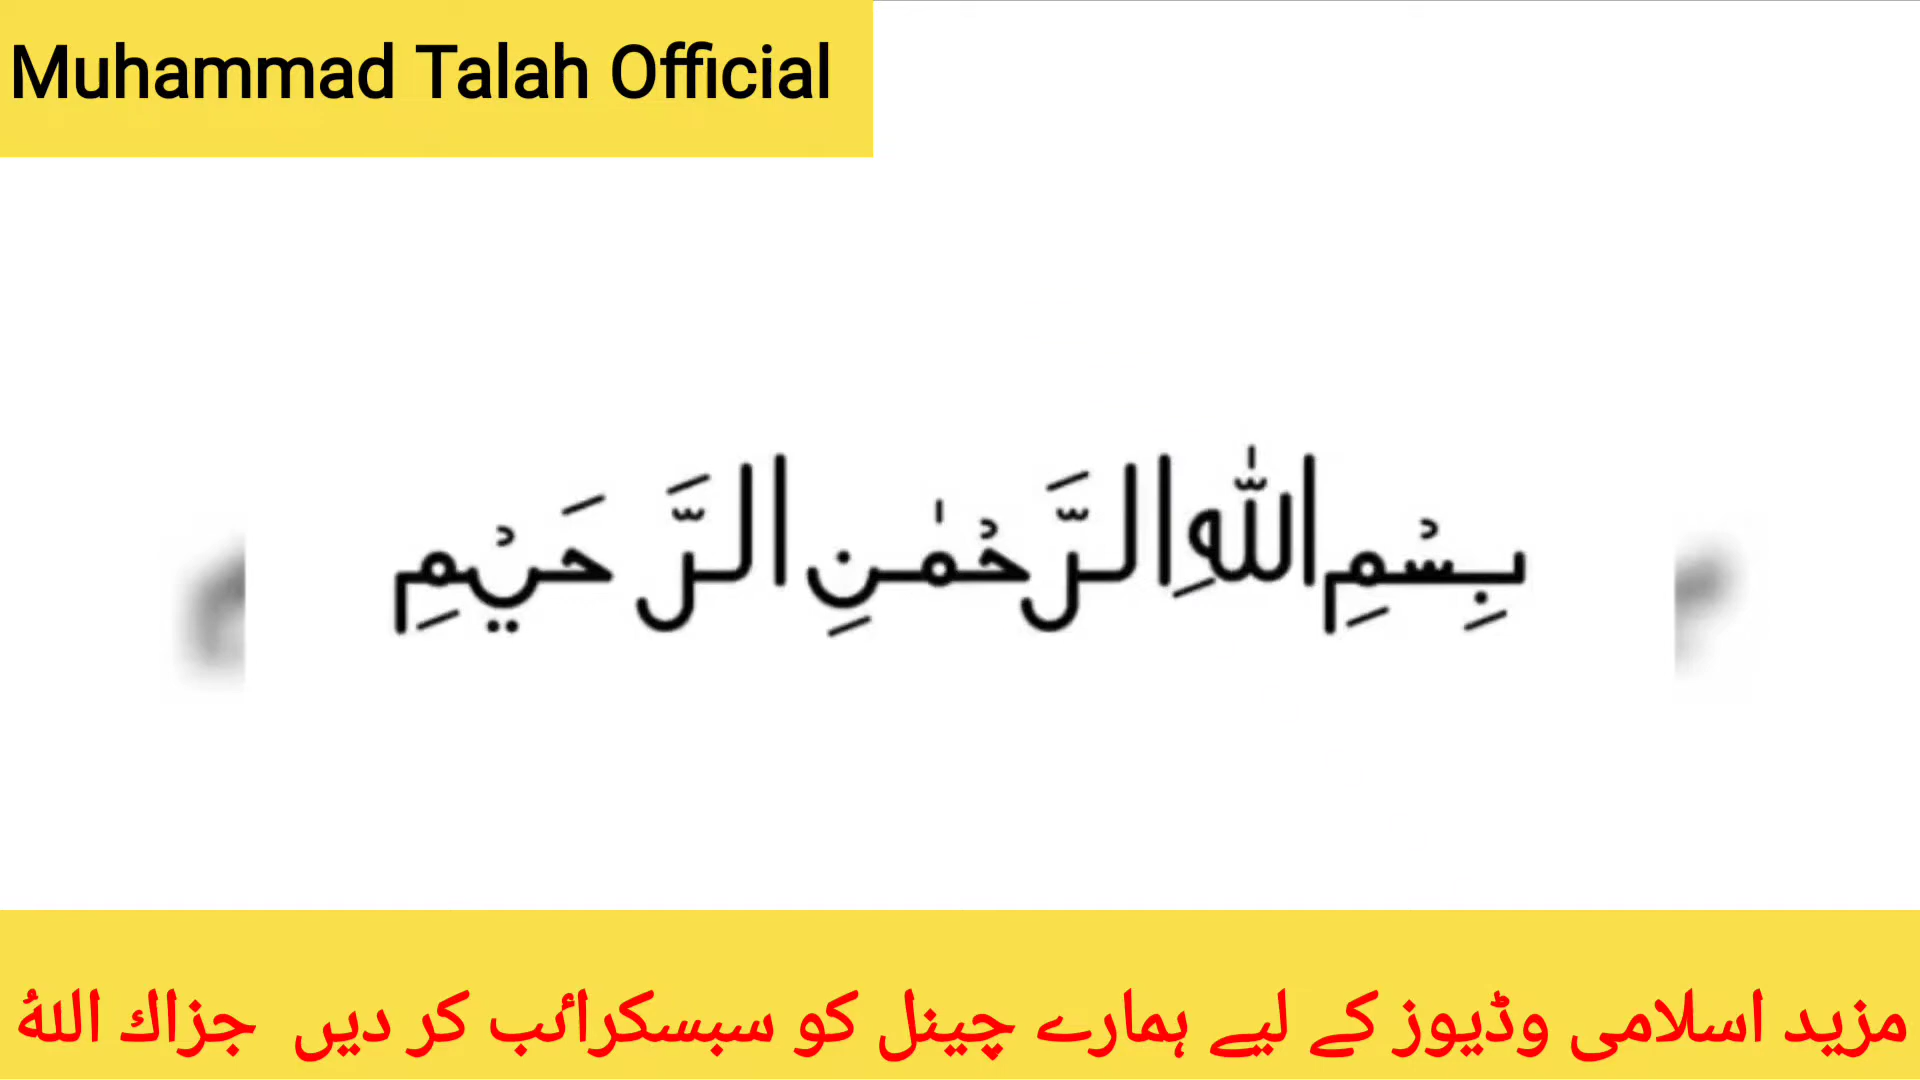 Muhammad Talah Official
بِسْمِ اللّٰهِ الرَّحْمٰنِ الرَّحَيْمِ
مزید اسلامی وڈیوز کے لیے ہمارے چینل کو سبسکرائب کر دیں جزاك اللهُ